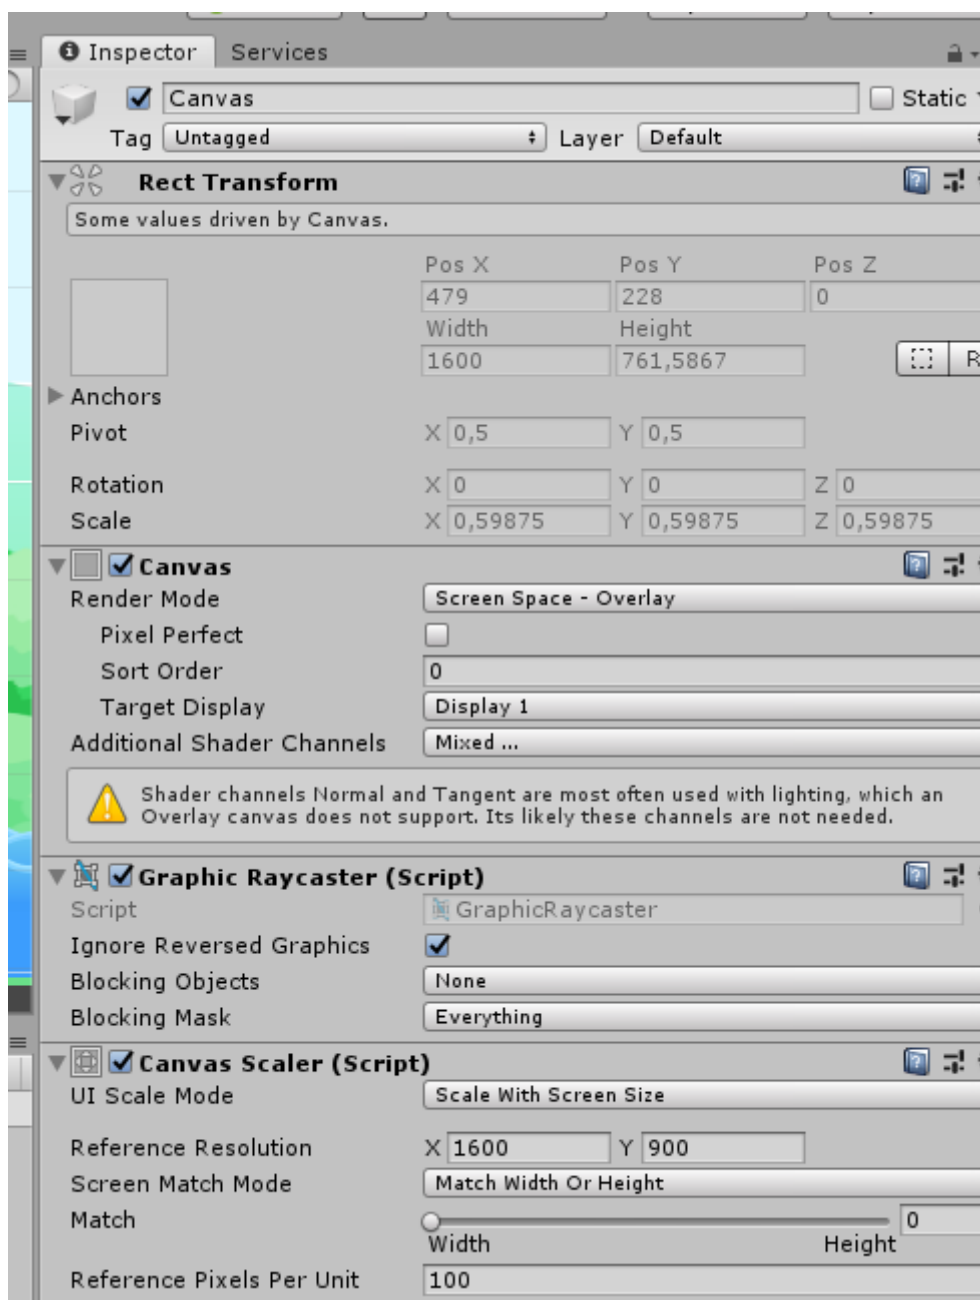 Inspector Services
Canvas Static
Tag Untagged Layer Default
Rect Transform
Some values driven by Canvas.
Pos X Pos Y Pos Z
479 228 0
Width Height
1600 761,5867
R
Anchors
Pivot X 0,5 Y 0,5
Rotation X 0 Y 0 Z 0
Scale X 0,59875 Y 0,59875 Z 0,59875
Canvas
Render Mode Screen Space - Overlay
Pixel Perfect
Sort Order 0
Target Display Display 1
Additional Shader Channels Mixed ...
Shader channels Normal and Tangent are most often used with lighting, which an
Overlay canvas does not support. Its likely these channels are not needed.
Graphic Raycaster (Script)
Script GraphicRaycaster
Ignore Reversed Graphics
Blocking Objects None
Blocking Mask Everything
Canvas Scaler (Script)
UI Scale Mode Scale With Screen Size
Reference Resolution X 1600 Y 900
Screen Match Mode Match Width Or Height
Match 0
Width Height
Reference Pixels Per Unit 100